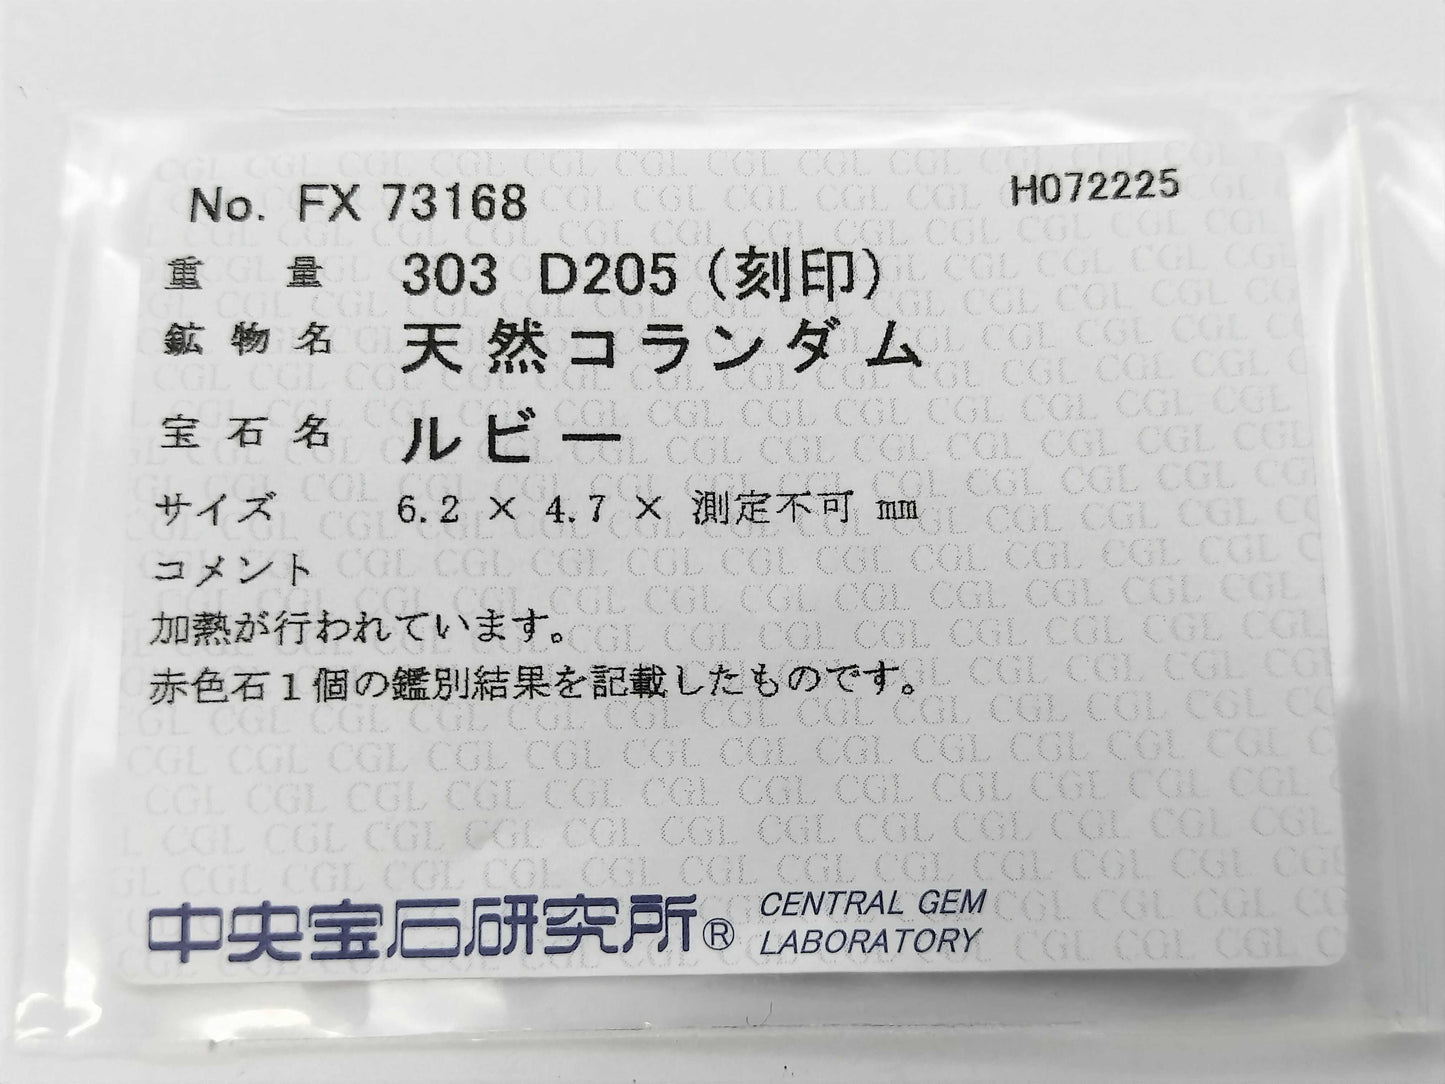 No. FX 73168 H072225
重量 303 D205(刻印)
鉱物名 天然コランダム
宝石名 ルビー
サイズ 6.2 × 4.7 × 測定不可 mm
コメント
加熱が行われています。
赤色石1個の鑑別結果を記載したものです。
中央宝石研究所® CENTRAL GEM
LABORATORY